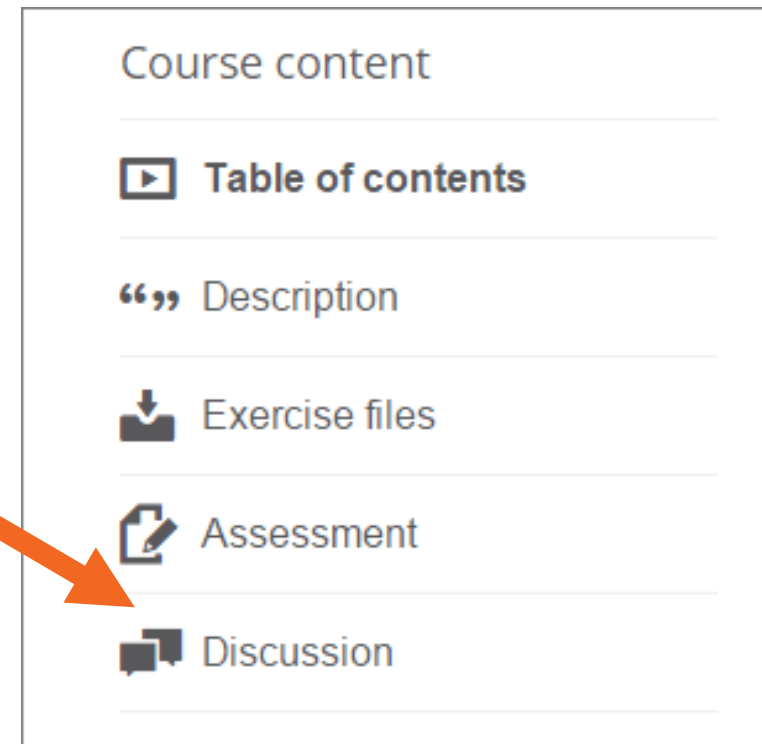 Course content
Table of contents
Description
Exercise files
Assessment
Discussion